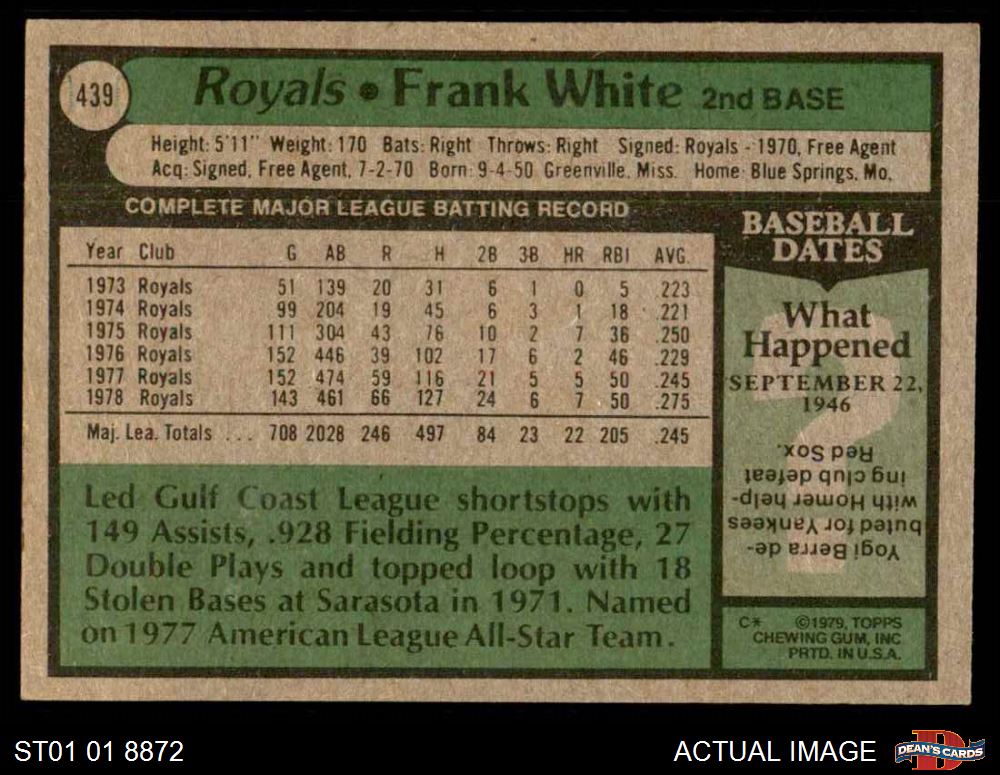 439
Royals • Frank White 2nd BASE
Height: 5'11" Weight: 170 Bats: Right Throws: Right Signed: Royals - 1970, Free Agent
Acq: Signed, Free Agent, 7-2-70 Born: 9-4-50 Greenville, Miss. Home: Blue Springs, Mo.
COMPLETE MAJOR LEAGUE BATTING RECORD
Year Club G AB R H 2B 3B HR RBI AVG.
1973 Royals 51 139 20 31 6 1 0 5 .223
1974 Royals 99 204 19 45 6 3 1 18 .221
1975 Royals 111 304 43 76 10 2 7 36 .250
1976 Royals 152 446 39 102 17 6 2 46 .229
1977 Royals 152 474 59 116 21 5 5 50 .245
1978 Royals 143 461 66 127 24 6 7 50 .275
Maj. Lea. Totals ... 708 2028 246 497 84 23 22 205 .245
Led Gulf Coast League shortstops with
149 Assists, .928 Fielding Percentage, 27
Double Plays and topped loop with 18
Stolen Bases at Sarasota in 1971. Named
on 1977 American League All-Star Team.
BASEBALL
DATES
What
Happened
SEPTEMBER 22,
1946
?
Yogi Berra de-
buted for Yankees
with Homer help-
ing club defeat
Red Sox.
C* ©1979, TOPPS
CHEWING GUM, INC
PRTD. IN U.S.A.
ST01 01 8872
ACTUAL IMAGE
D
DEAN'S CARDS